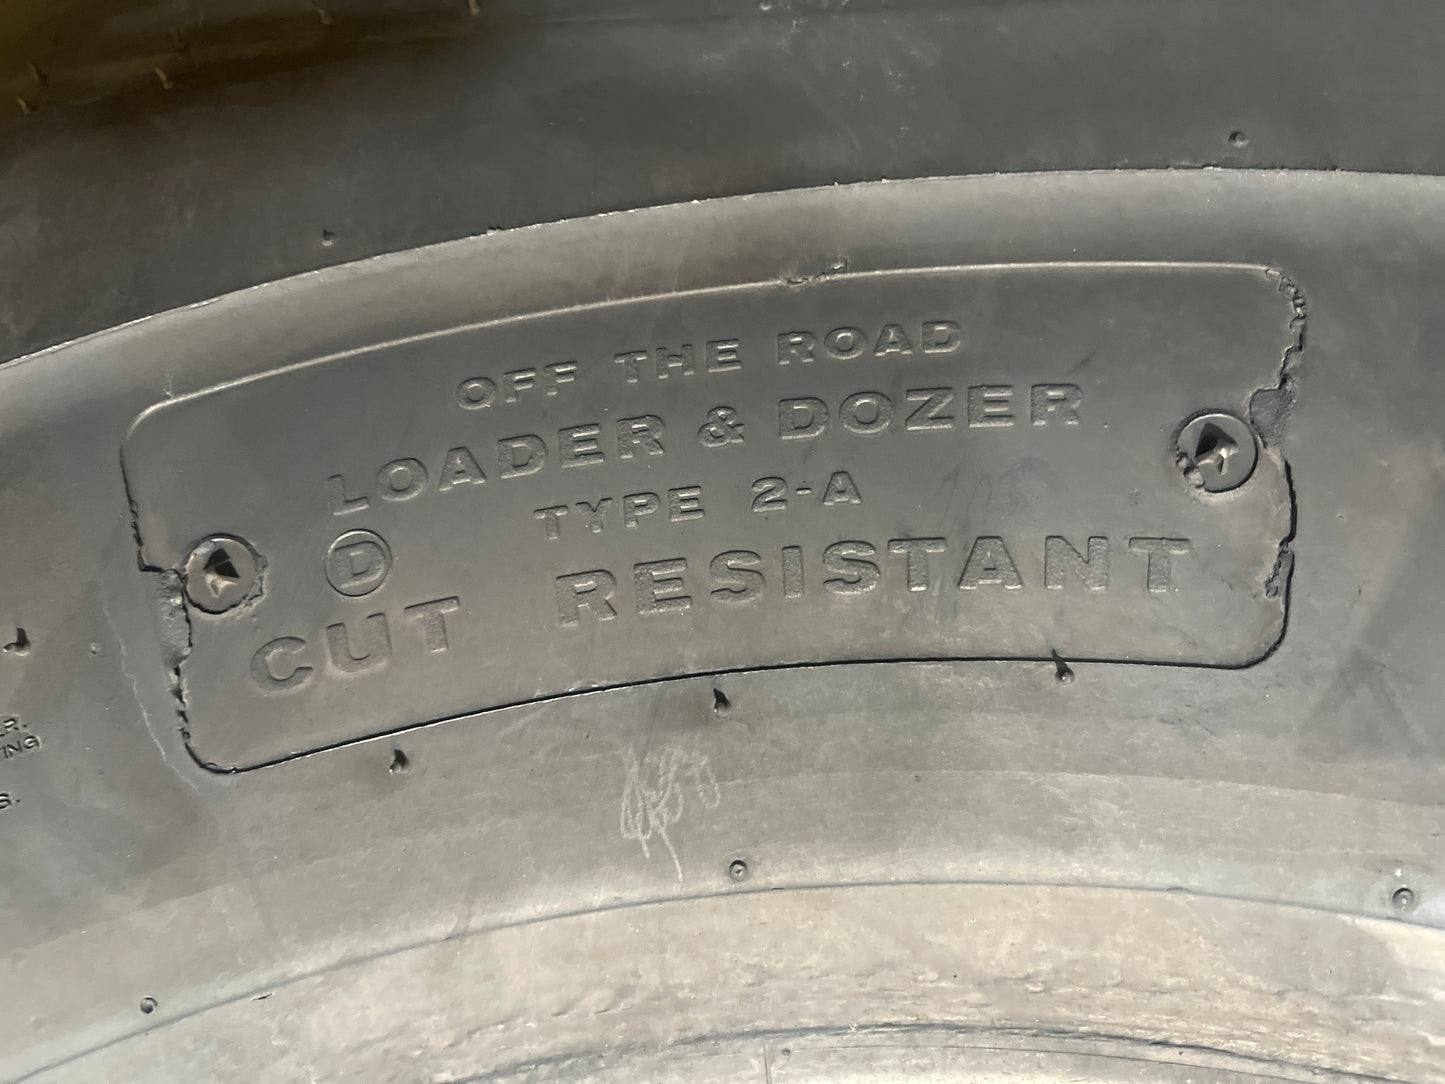 OFF THE ROAD
LOADER & DOZER
TYPE 2-A
D
CUT RESISTANT